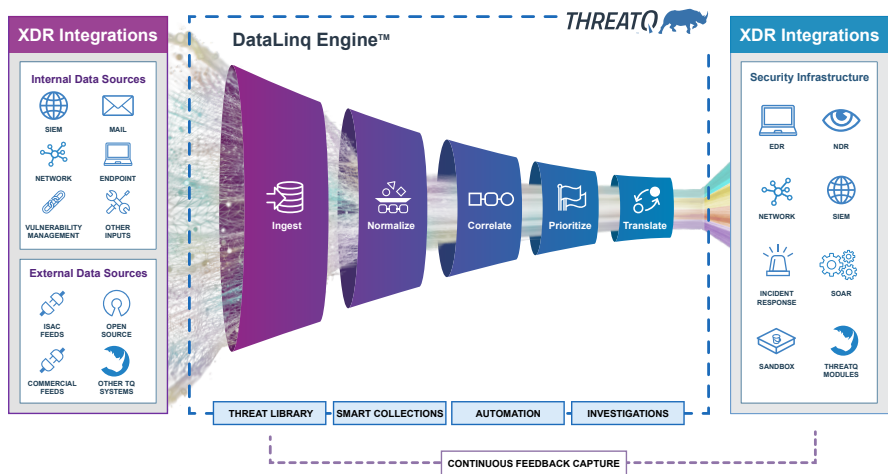 XDR Integrations
Internal Data Sources
SIEM
MAIL
NETWORK
ENDPOINT
VULNERABILITY
MANAGEMENT
OTHER
INPUTS
External Data Sources
ISAC
FEEDS
OPEN
SOURCE
COMMERCIAL
FEEDS
OTHER TQ
SYSTEMS
DataLinq Engine™
THREATQ
Ingest
Normalize
Correlate
Prioritize
Translate
THREAT LIBRARY
SMART COLLECTIONS
AUTOMATION
INVESTIGATIONS
CONTINUOUS FEEDBACK CAPTURE
XDR Integrations
Security Infrastructure
EDR
NDR
NETWORK
SIEM
INCIDENT
RESPONSE
SOAR
SANDBOX
THREATQ
MODULES